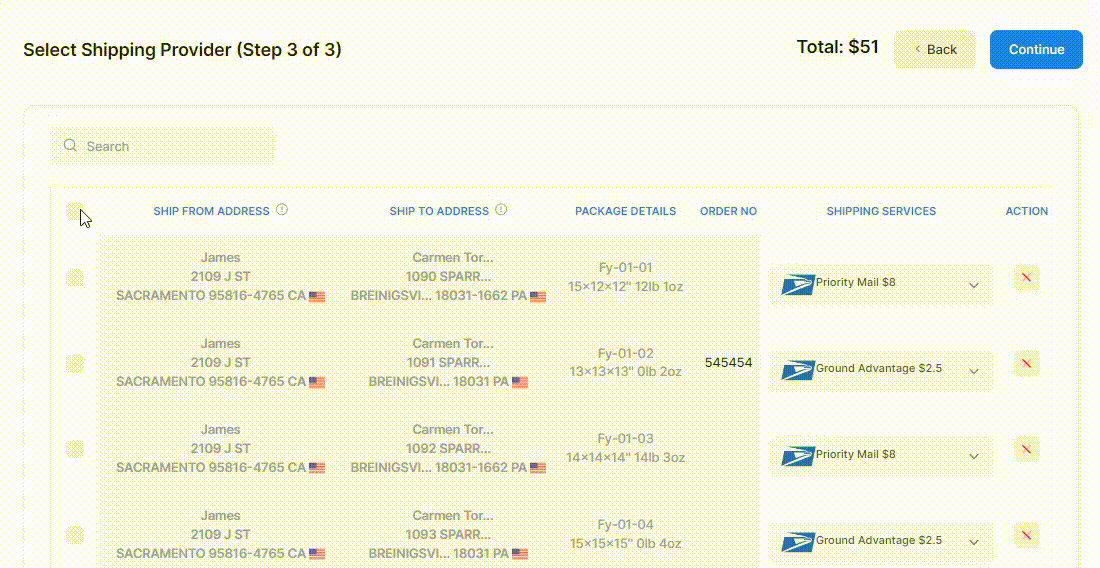 Select Shipping Provider (Step 3 of 3)
Total: $51
Back
Continue
Search
SHIP FROM ADDRESS
SHIP TO ADDRESS
PACKAGE DETAILS
ORDER NO
SHIPPING SERVICES
ACTION
James
2109 J ST
SACRAMENTO 95816-4765 CA
Carmen Tor...
1090 SPARR...
BREINIGSVI... 18031-1662 PA
Fy-01-01
15×12×12" 12lb 1oz
Priority Mail $8
James
2109 J ST
SACRAMENTO 95816-4765 CA
Carmen Tor...
1091 SPARR...
BREINIGSVI... 18031 PA
Fy-01-02
13×13×13" 0lb 2oz
545454
Ground Advantage $2.5
James
2109 J ST
SACRAMENTO 95816-4765 CA
Carmen Tor...
1092 SPARR...
BREINIGSVI... 18031-1662 PA
Fy-01-03
14×14×14" 14lb 3oz
Priority Mail $8
James
2109 J ST
SACRAMENTO 95816-4765 CA
Carmen Tor...
1093 SPARR...
BREINIGSVI... 18031 PA
Fy-01-04
15×15×15" 0lb 4oz
Ground Advantage $2.5